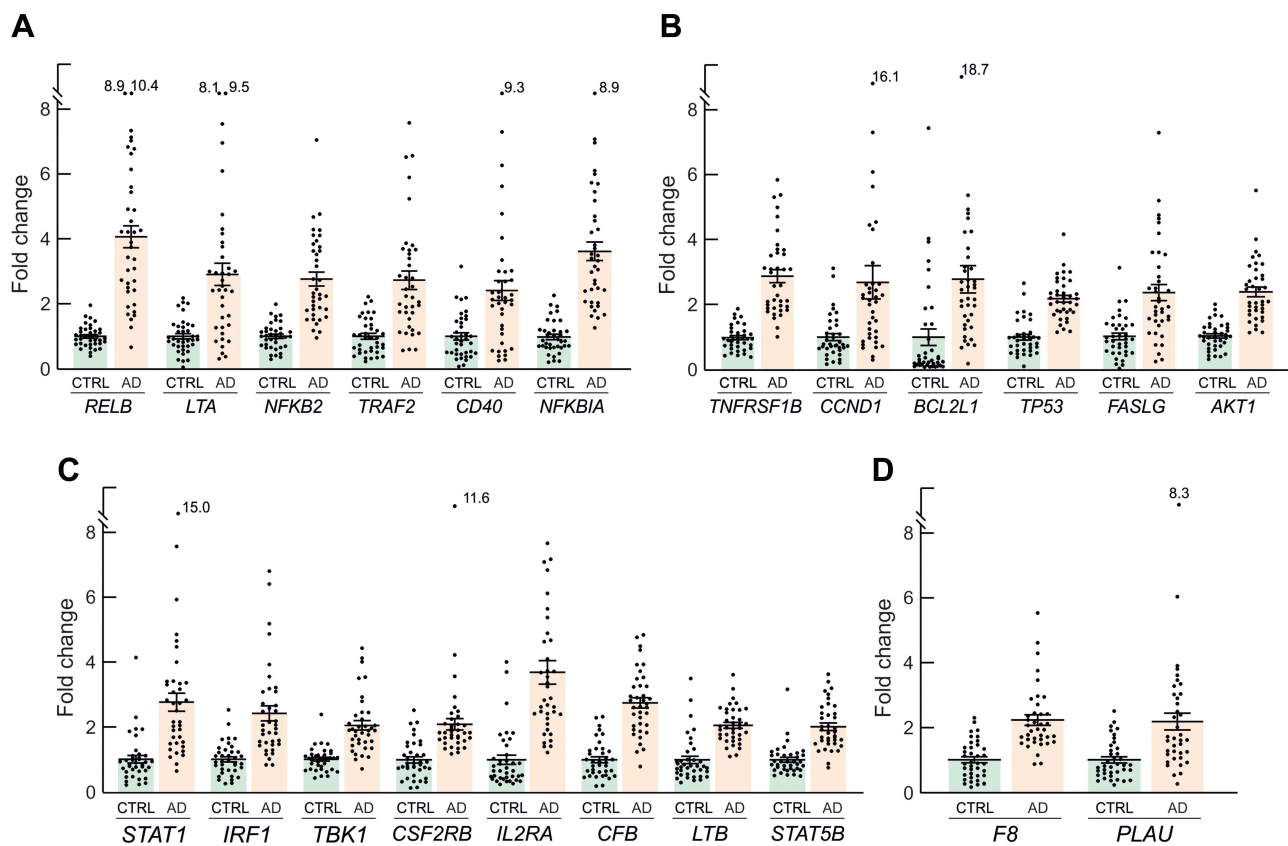 A
8.9 10.4
8.1 9.5
9.3
8.9
8
6
4
2
0
Fold change
CTRL AD CTRL AD CTRL AD CTRL AD CTRL AD CTRL AD
RELB LTA NFKB2 TRAF2 CD40 NFKBIA
B
16.1
18.7
8
6
4
2
0
Fold change
CTRL AD CTRL AD CTRL AD CTRL AD CTRL AD CTRL AD
TNFRSF1B CCND1 BCL2L1 TP53 FASLG AKT1
C
15.0
11.6
8
6
4
2
0
Fold change
CTRL AD CTRL AD CTRL AD CTRL AD CTRL AD CTRL AD CTRL AD CTRL AD
STAT1 IRF1 TBK1 CSF2RB IL2RA CFB LTB STAT5B
D
8.3
8
6
4
2
0
Fold change
CTRL AD CTRL AD
F8 PLAU